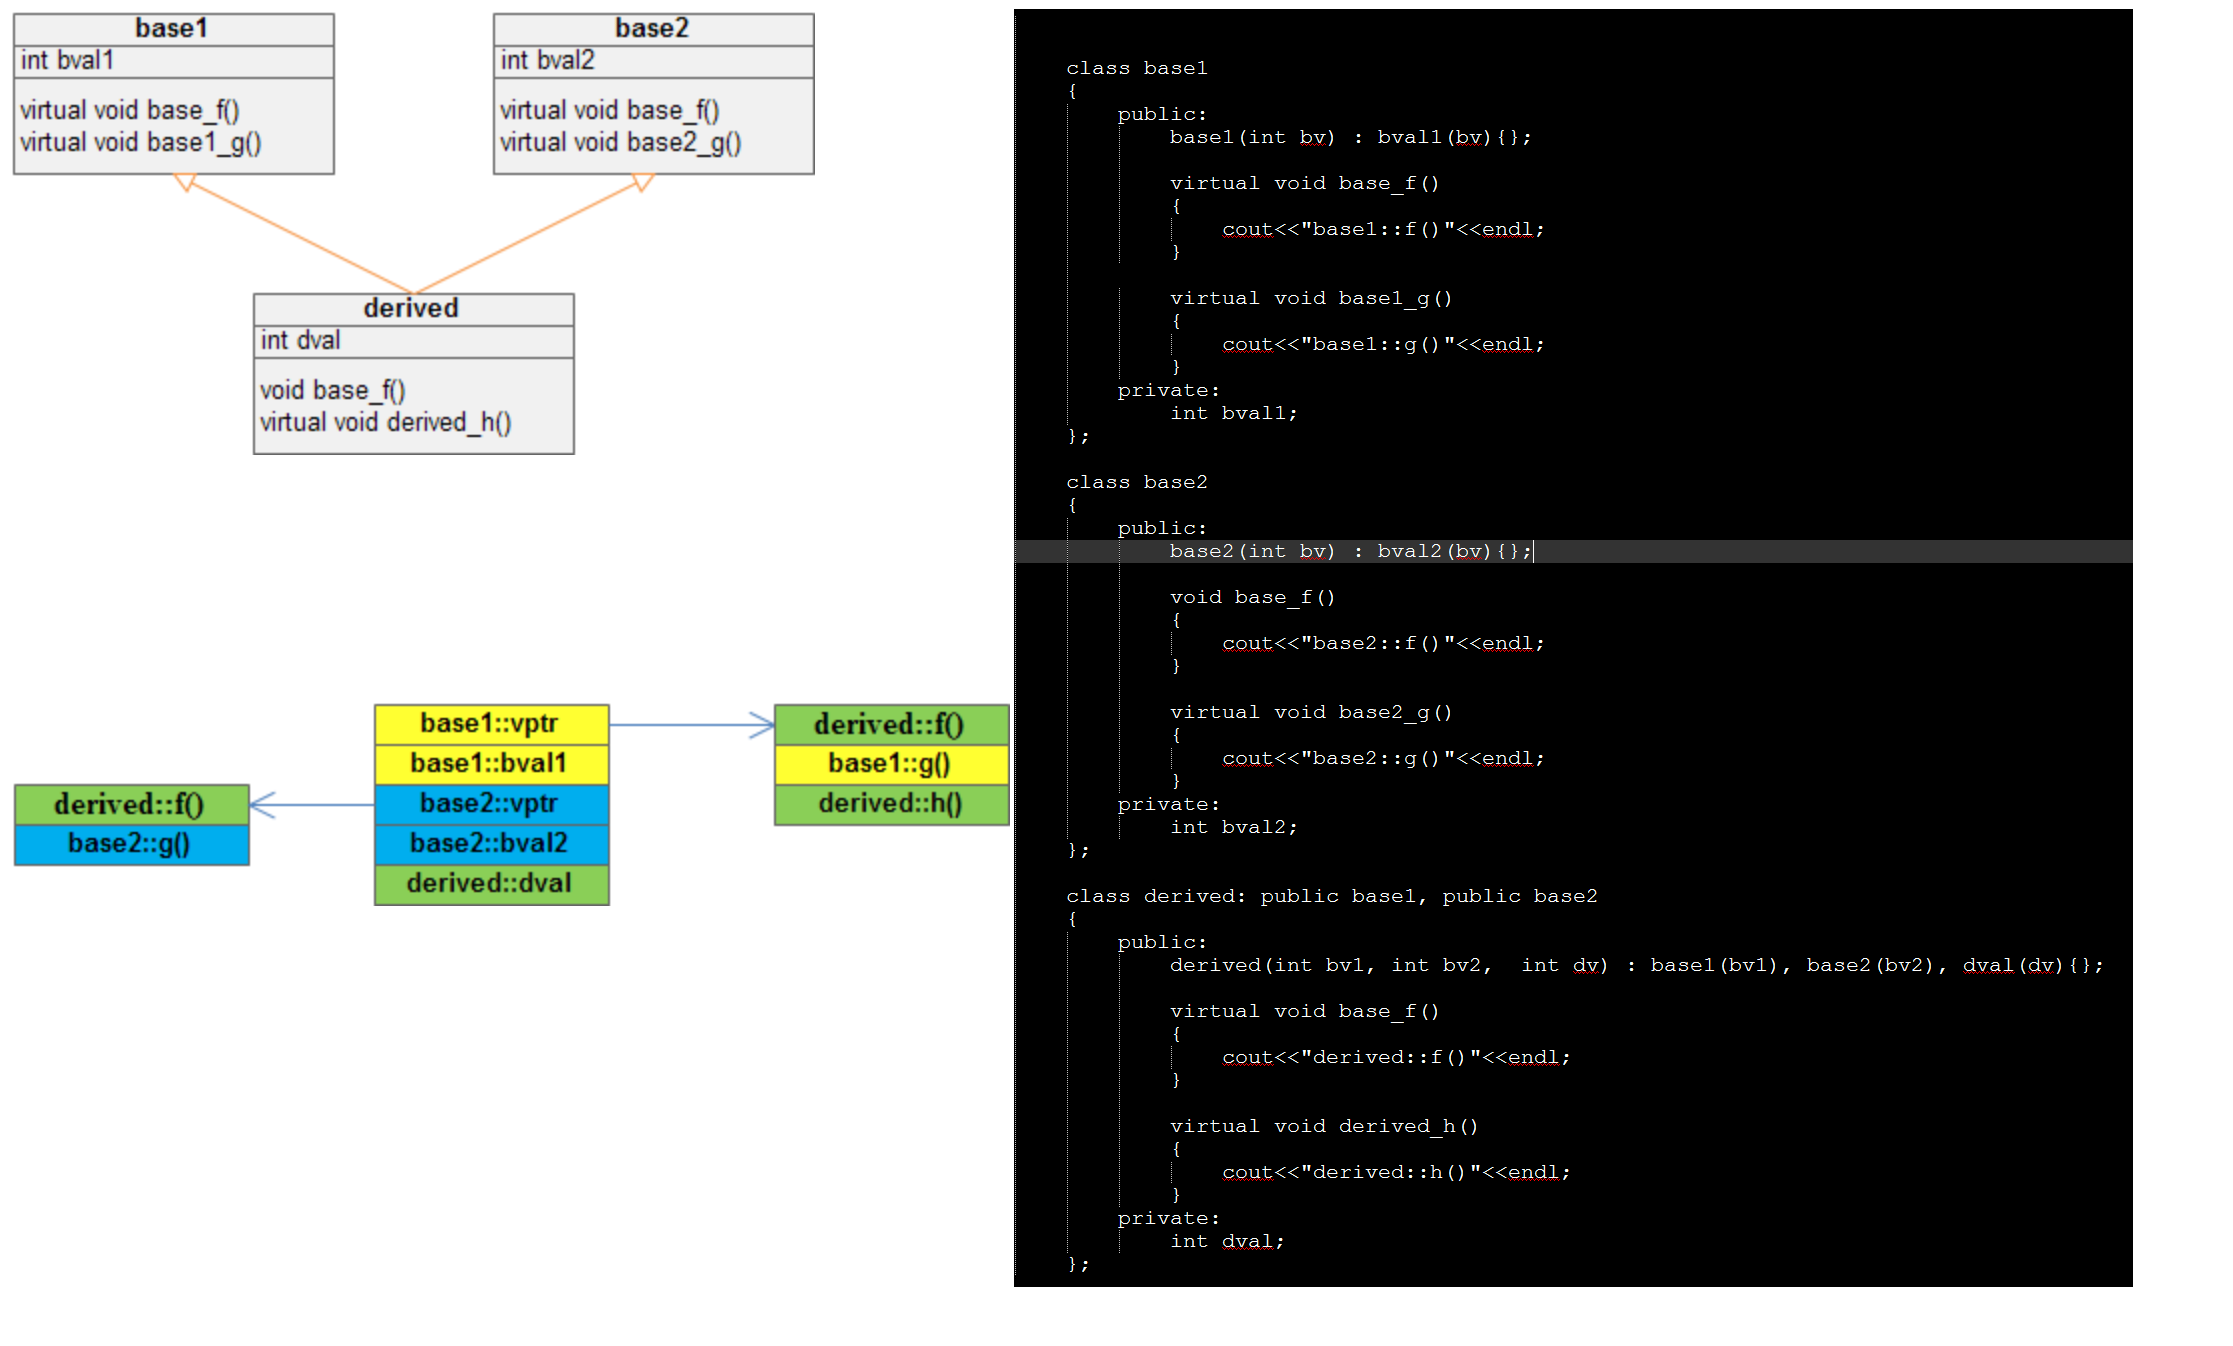 base1
int bval1
virtual void base_f()
virtual void base1_g()
base2
int bval2
virtual void base_f()
virtual void base2_g()
derived
int dval
void base_f()
virtual void derived_h()
derived::f()
base2::g()
base1::vptr
base1::bval1
base2::vptr
base2::bval2
derived::dval
derived::f()
base1::g()
derived::h()
class base1
{
public:
base1(int bv) : bval1(bv){};
virtual void base_f()
{
cout<<"base1::f()"<<endl;
}
virtual void base1_g()
{
cout<<"base1::g()"<<endl;
}
private:
int bval1;
};
class base2
{
public:
base2(int bv) : bval2(bv){};
void base_f()
{
cout<<"base2::f()"<<endl;
}
virtual void base2_g()
{
cout<<"base2::g()"<<endl;
}
private:
int bval2;
};
class derived: public base1, public base2
{
public:
derived(int bv1, int bv2,  int dv) : base1(bv1), base2(bv2), dval(dv){};
virtual void base_f()
{
cout<<"derived::f()"<<endl;
}
virtual void derived_h()
{
cout<<"derived::h()"<<endl;
}
private:
int dval;
};